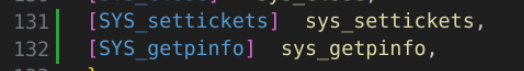 131 [SYS_settickets] sys_settickets,
132 [SYS_getpinfo] sys_getpinfo,
}